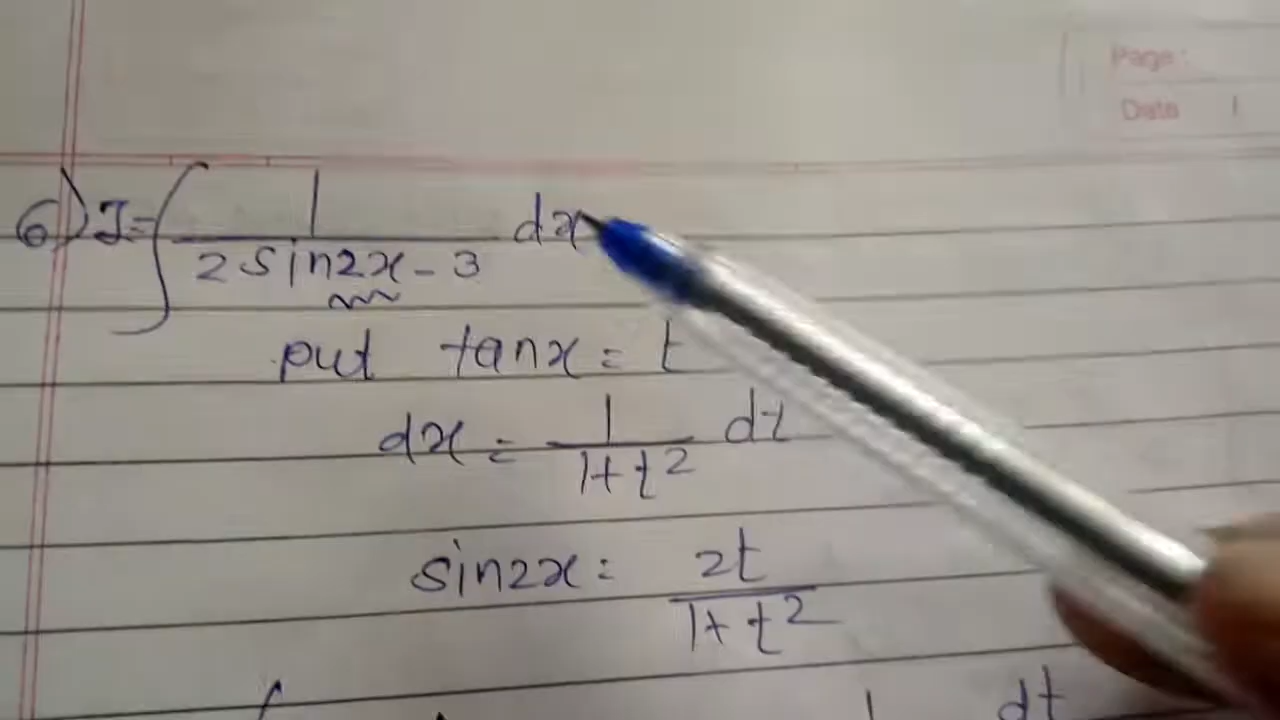 Page:
Date
6) I = ∫ 1 / (2 sin2x - 3) dx
put tanx = t
dx = 1 / (1+t²) dt
sin2x = 2t / (1+t²)
dt